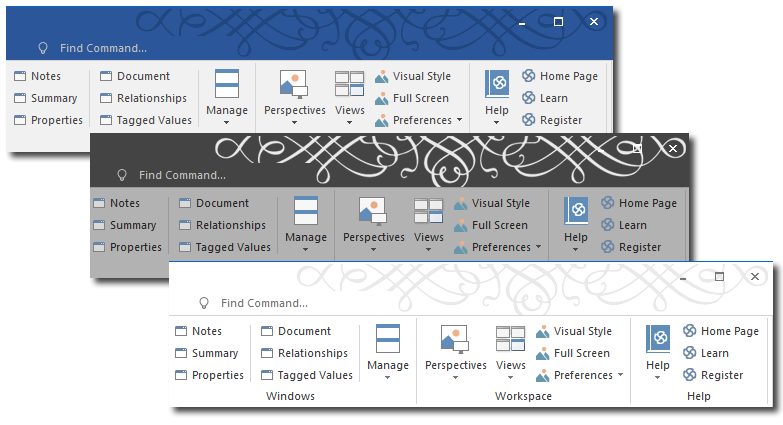 Find Command...
Notes Document Visual Style Home Page
Summary Relationships Full Screen Learn
Manage Perspectives Views Help
Properties Tagged Values Preferences Register
Find Command...
Notes Document Visual Style Home Page
Summary Relationships Full Screen Learn
Manage Perspectives Views Help
Properties Tagged Values Preferences Register
Find Command...
Notes Document Visual Style Home Page
Summary Relationships Full Screen Learn
Manage Perspectives Views Help
Properties Tagged Values Preferences Register
Windows Workspace Help